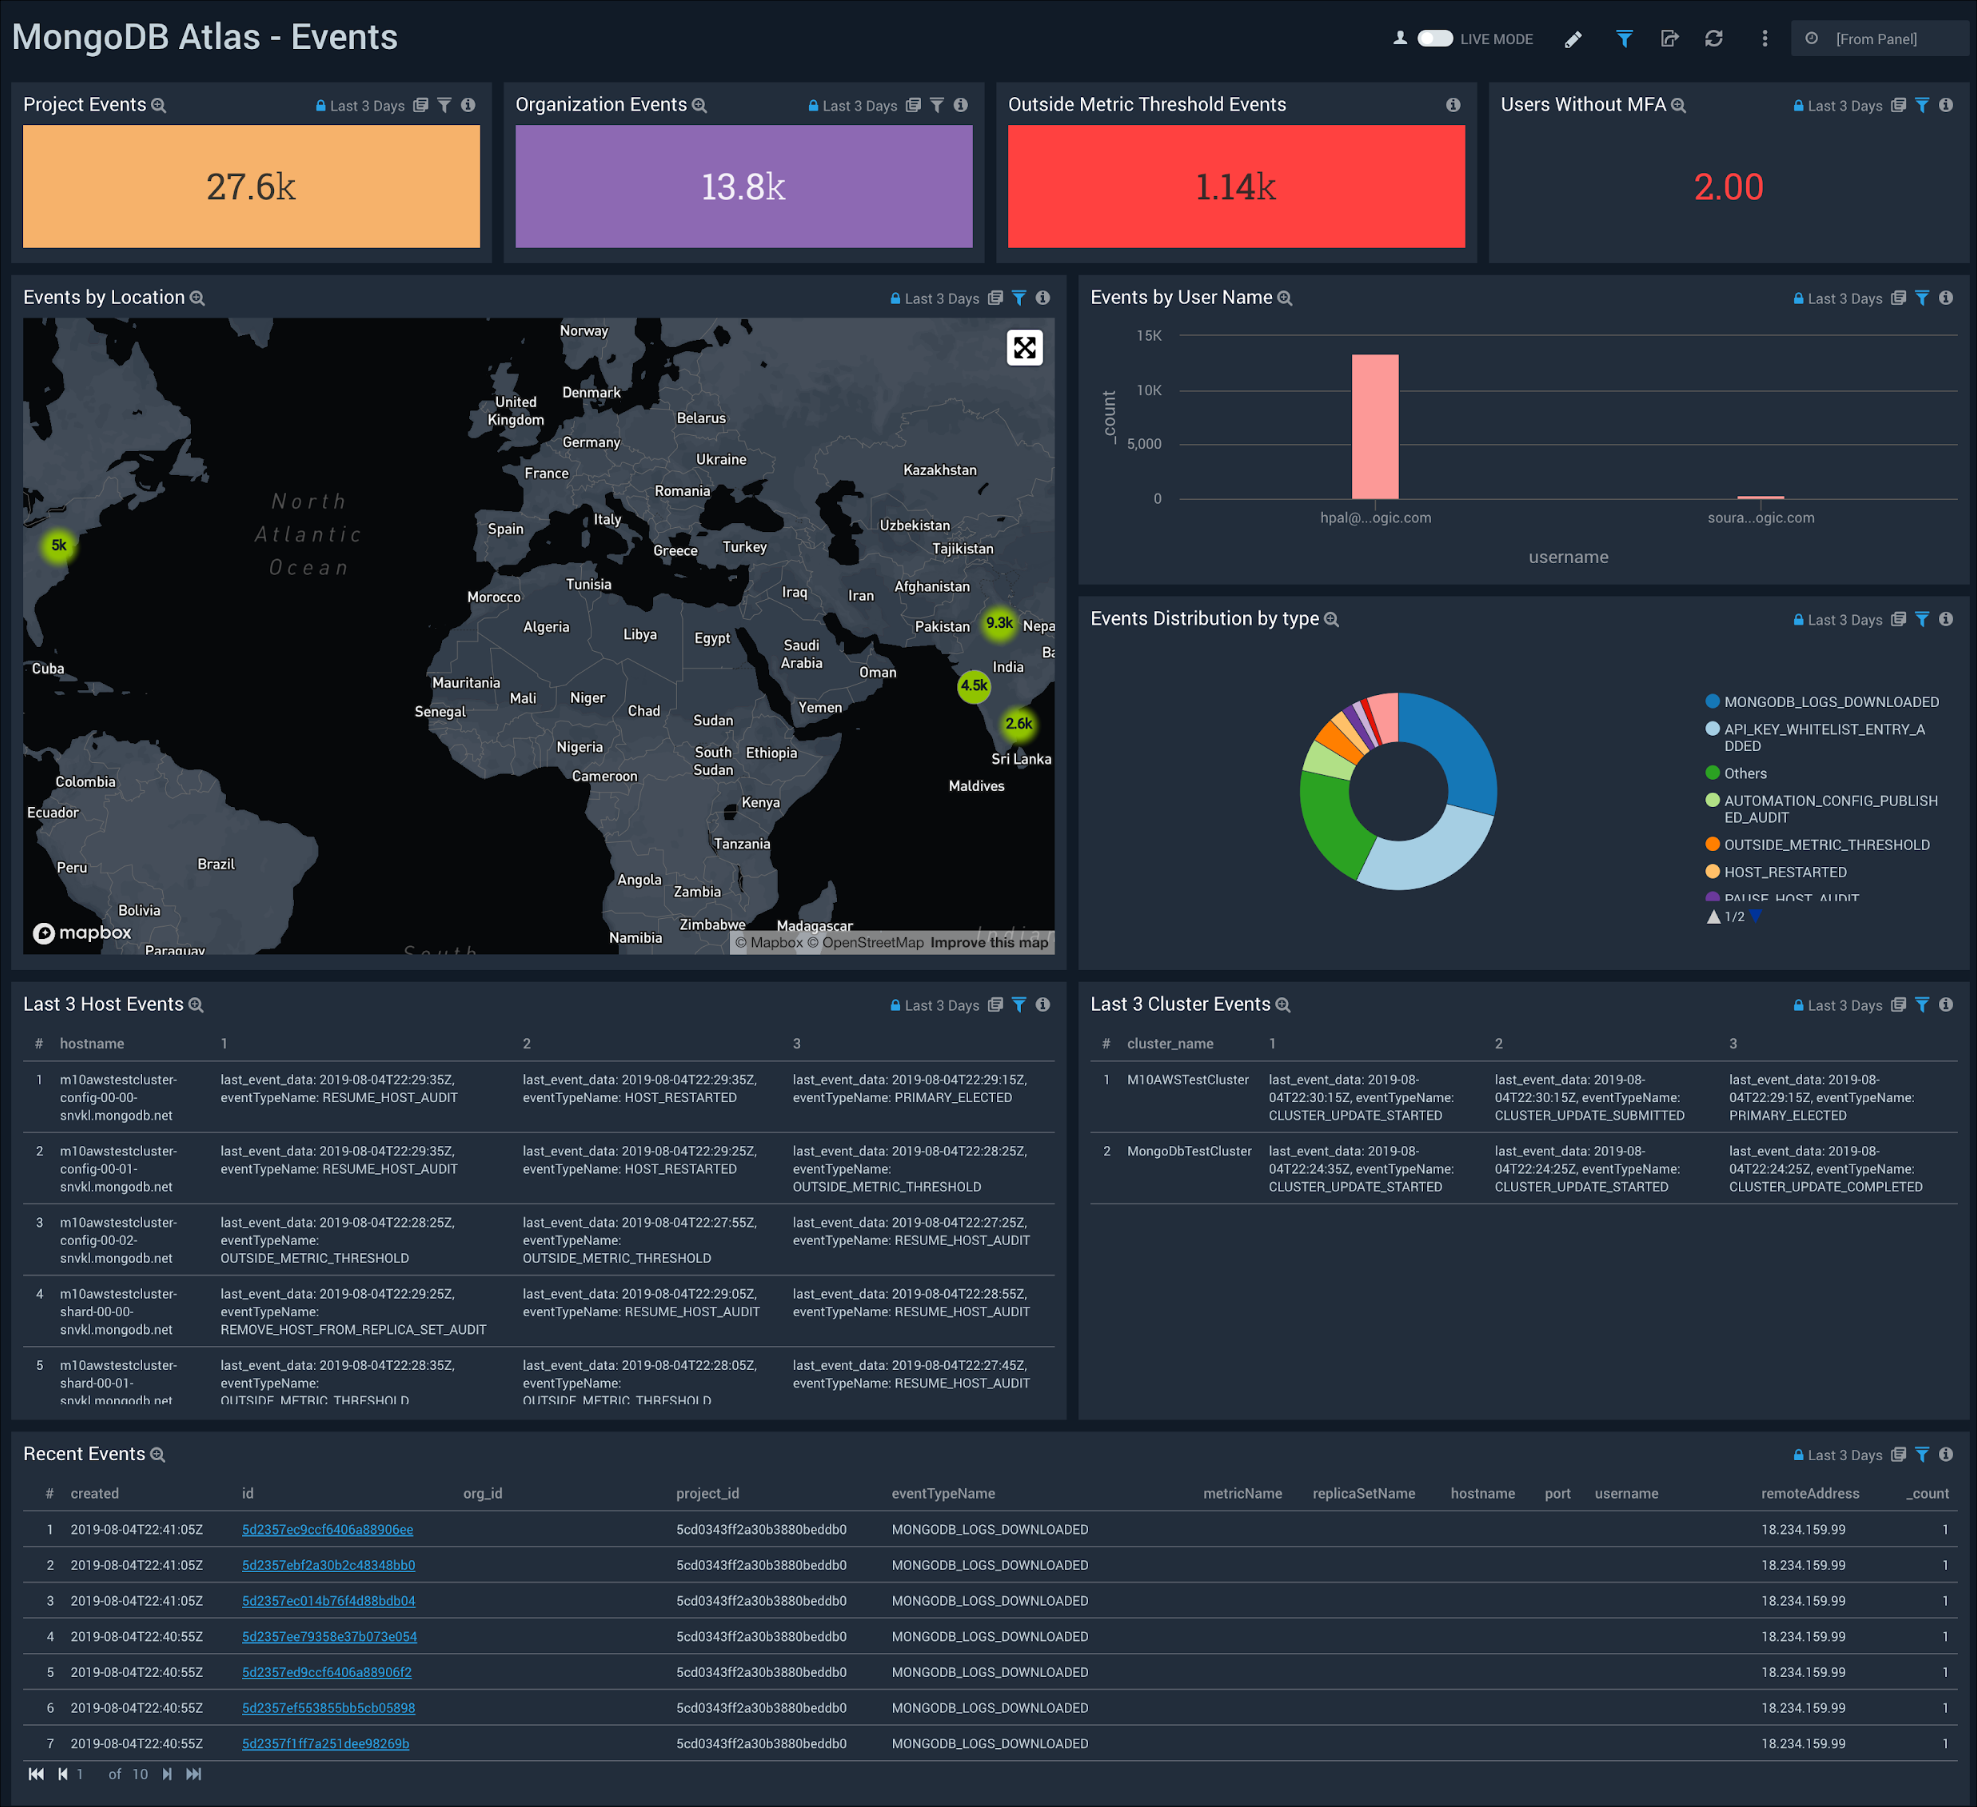 MongoDB Atlas - Events
LIVE MODE
[From Panel]
Project Events
Last 3 Days
27.6k
Organization Events
Last 3 Days
13.8k
Outside Metric Threshold Events
1.14k
Users Without MFA
Last 3 Days
2.00
Events by Location
Last 3 Days
Norway
Denmark
United
Kingdom
Belarus
Germany
Ukraine
France
Kazakhstan
Romania
North
Atlantic
Ocean
Italy
Spain
Uzbekistan
5k
Greece
Turkey
Tajikistan
Tunisia
Afghanistan
Morocco
Iraq
Iran
Algeria
Libya
Egypt
Pakistan
9.3k
Nepa
Saudi
Arabia
Ba
Cuba
India
Oman
Mauritania
Mali
Niger
4.5k
Senegal
Chad
Yemen
Sudan
2.6k
Nigeria
South
Sudan
Ethiopia
Sri Lanka
Cameroon
Colombia
Maldives
Kenya
Ecuador
Tanzania
Peru
Brazil
Angola
Zambia
Bolivia
Zimbabwe
Madagascar
mapbox
Namibia
Paraguay
South
Indian
© Mapbox © OpenStreetMap Improve this map
Events by User Name
Last 3 Days
15K
10K
5,000
0
_count
hpal@...ogic.com
soura...ogic.com
username
Events Distribution by type
Last 3 Days
MONGODB_LOGS_DOWNLOADED
API_KEY_WHITELIST_ENTRY_A
DDED
Others
AUTOMATION_CONFIG_PUBLISH
ED_AUDIT
OUTSIDE_METRIC_THRESHOLD
HOST_RESTARTED
PAUSE_HOST_AUDIT
1/2
Last 3 Host Events
Last 3 Days
# hostname 1 2 3
1 m10awstestcluster-config-00-00-snvkl.mongodb.net last_event_data: 2019-08-04T22:29:35Z, eventTypeName: RESUME_HOST_AUDIT last_event_data: 2019-08-04T22:29:35Z, eventTypeName: HOST_RESTARTED last_event_data: 2019-08-04T22:29:15Z, eventTypeName: PRIMARY_ELECTED
2 m10awstestcluster-config-00-01-snvkl.mongodb.net last_event_data: 2019-08-04T22:29:35Z, eventTypeName: RESUME_HOST_AUDIT last_event_data: 2019-08-04T22:29:25Z, eventTypeName: HOST_RESTARTED last_event_data: 2019-08-04T22:28:25Z, eventTypeName: OUTSIDE_METRIC_THRESHOLD
3 m10awstestcluster-config-00-02-snvkl.mongodb.net last_event_data: 2019-08-04T22:28:25Z, eventTypeName: OUTSIDE_METRIC_THRESHOLD last_event_data: 2019-08-04T22:27:55Z, eventTypeName: OUTSIDE_METRIC_THRESHOLD last_event_data: 2019-08-04T22:27:25Z, eventTypeName: RESUME_HOST_AUDIT
4 m10awstestcluster-shard-00-00-snvkl.mongodb.net last_event_data: 2019-08-04T22:29:25Z, eventTypeName: REMOVE_HOST_FROM_REPLICA_SET_AUDIT last_event_data: 2019-08-04T22:29:05Z, eventTypeName: RESUME_HOST_AUDIT last_event_data: 2019-08-04T22:28:55Z, eventTypeName: RESUME_HOST_AUDIT
5 m10awstestcluster-shard-00-01-snvkl.mongodb.net last_event_data: 2019-08-04T22:28:35Z, eventTypeName: OUTSIDE_METRIC_THRESHOLD last_event_data: 2019-08-04T22:28:05Z, eventTypeName: OUTSIDE_METRIC_THRESHOLD last_event_data: 2019-08-04T22:27:45Z, eventTypeName: RESUME_HOST_AUDIT
Last 3 Cluster Events
Last 3 Days
# cluster_name 1 2 3
1 M10AWSTestCluster last_event_data: 2019-08-04T22:30:15Z, eventTypeName: CLUSTER_UPDATE_STARTED last_event_data: 2019-08-04T22:30:15Z, eventTypeName: CLUSTER_UPDATE_SUBMITTED last_event_data: 2019-08-04T22:29:15Z, eventTypeName: PRIMARY_ELECTED
2 MongoDbTestCluster last_event_data: 2019-08-04T22:24:35Z, eventTypeName: CLUSTER_UPDATE_STARTED last_event_data: 2019-08-04T22:24:25Z, eventTypeName: CLUSTER_UPDATE_STARTED last_event_data: 2019-08-04T22:24:25Z, eventTypeName: CLUSTER_UPDATE_COMPLETED
Recent Events
Last 3 Days
# created id org_id project_id eventTypeName metricName replicaSetName hostname port username remoteAddress _count
1 2019-08-04T22:41:05Z 5d2357ec9ccf6406a88906ee 5cd0343ff2a30b3880beddb0 MONGODB_LOGS_DOWNLOADED 18.234.159.99 1
2 2019-08-04T22:41:05Z 5d2357ebf2a30b2c48348bb0 5cd0343ff2a30b3880beddb0 MONGODB_LOGS_DOWNLOADED 18.234.159.99 1
3 2019-08-04T22:41:05Z 5d2357ec014b76f4d88bdb04 5cd0343ff2a30b3880beddb0 MONGODB_LOGS_DOWNLOADED 18.234.159.99 1
4 2019-08-04T22:40:55Z 5d2357ee79358e37b073e054 5cd0343ff2a30b3880beddb0 MONGODB_LOGS_DOWNLOADED 18.234.159.99 1
5 2019-08-04T22:40:55Z 5d2357ed9ccf6406a88906f2 5cd0343ff2a30b3880beddb0 MONGODB_LOGS_DOWNLOADED 18.234.159.99 1
6 2019-08-04T22:40:55Z 5d2357ef553855bb5cb05898 5cd0343ff2a30b3880beddb0 MONGODB_LOGS_DOWNLOADED 18.234.159.99 1
7 2019-08-04T22:40:55Z 5d2357f1ff7a251dee98269b 5cd0343ff2a30b3880beddb0 MONGODB_LOGS_DOWNLOADED 18.234.159.99 1
1 of 10